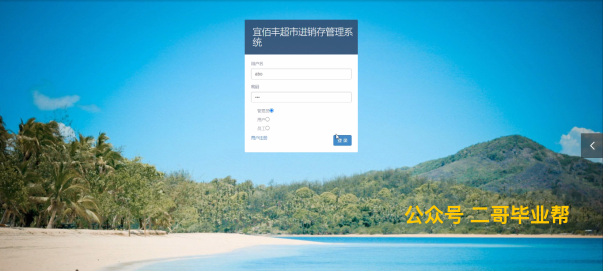 宜佰丰超市进销存管理系
统
用户名
abo
密码
管理员
用户
员工
用户注册
登录
公众号 二哥毕业帮